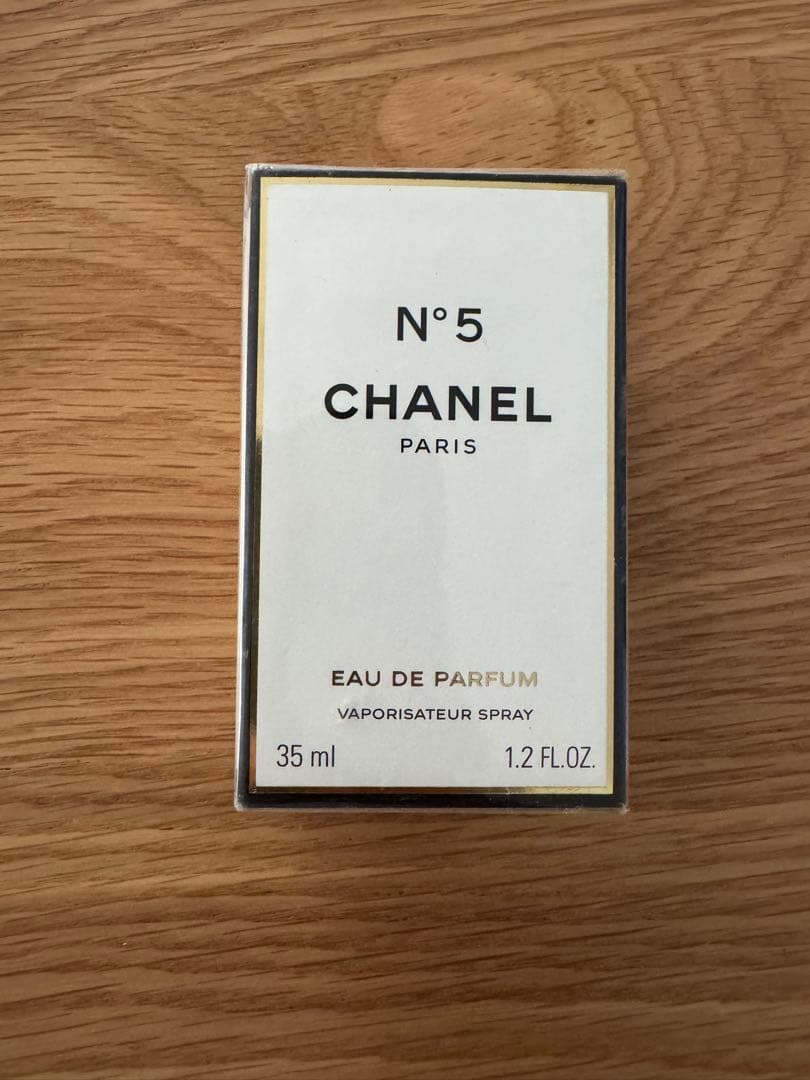 N°5
CHANEL
PARIS
EAU DE PARFUM
VAPORISATEUR SPRAY
35 ml 1.2 FL.OZ.